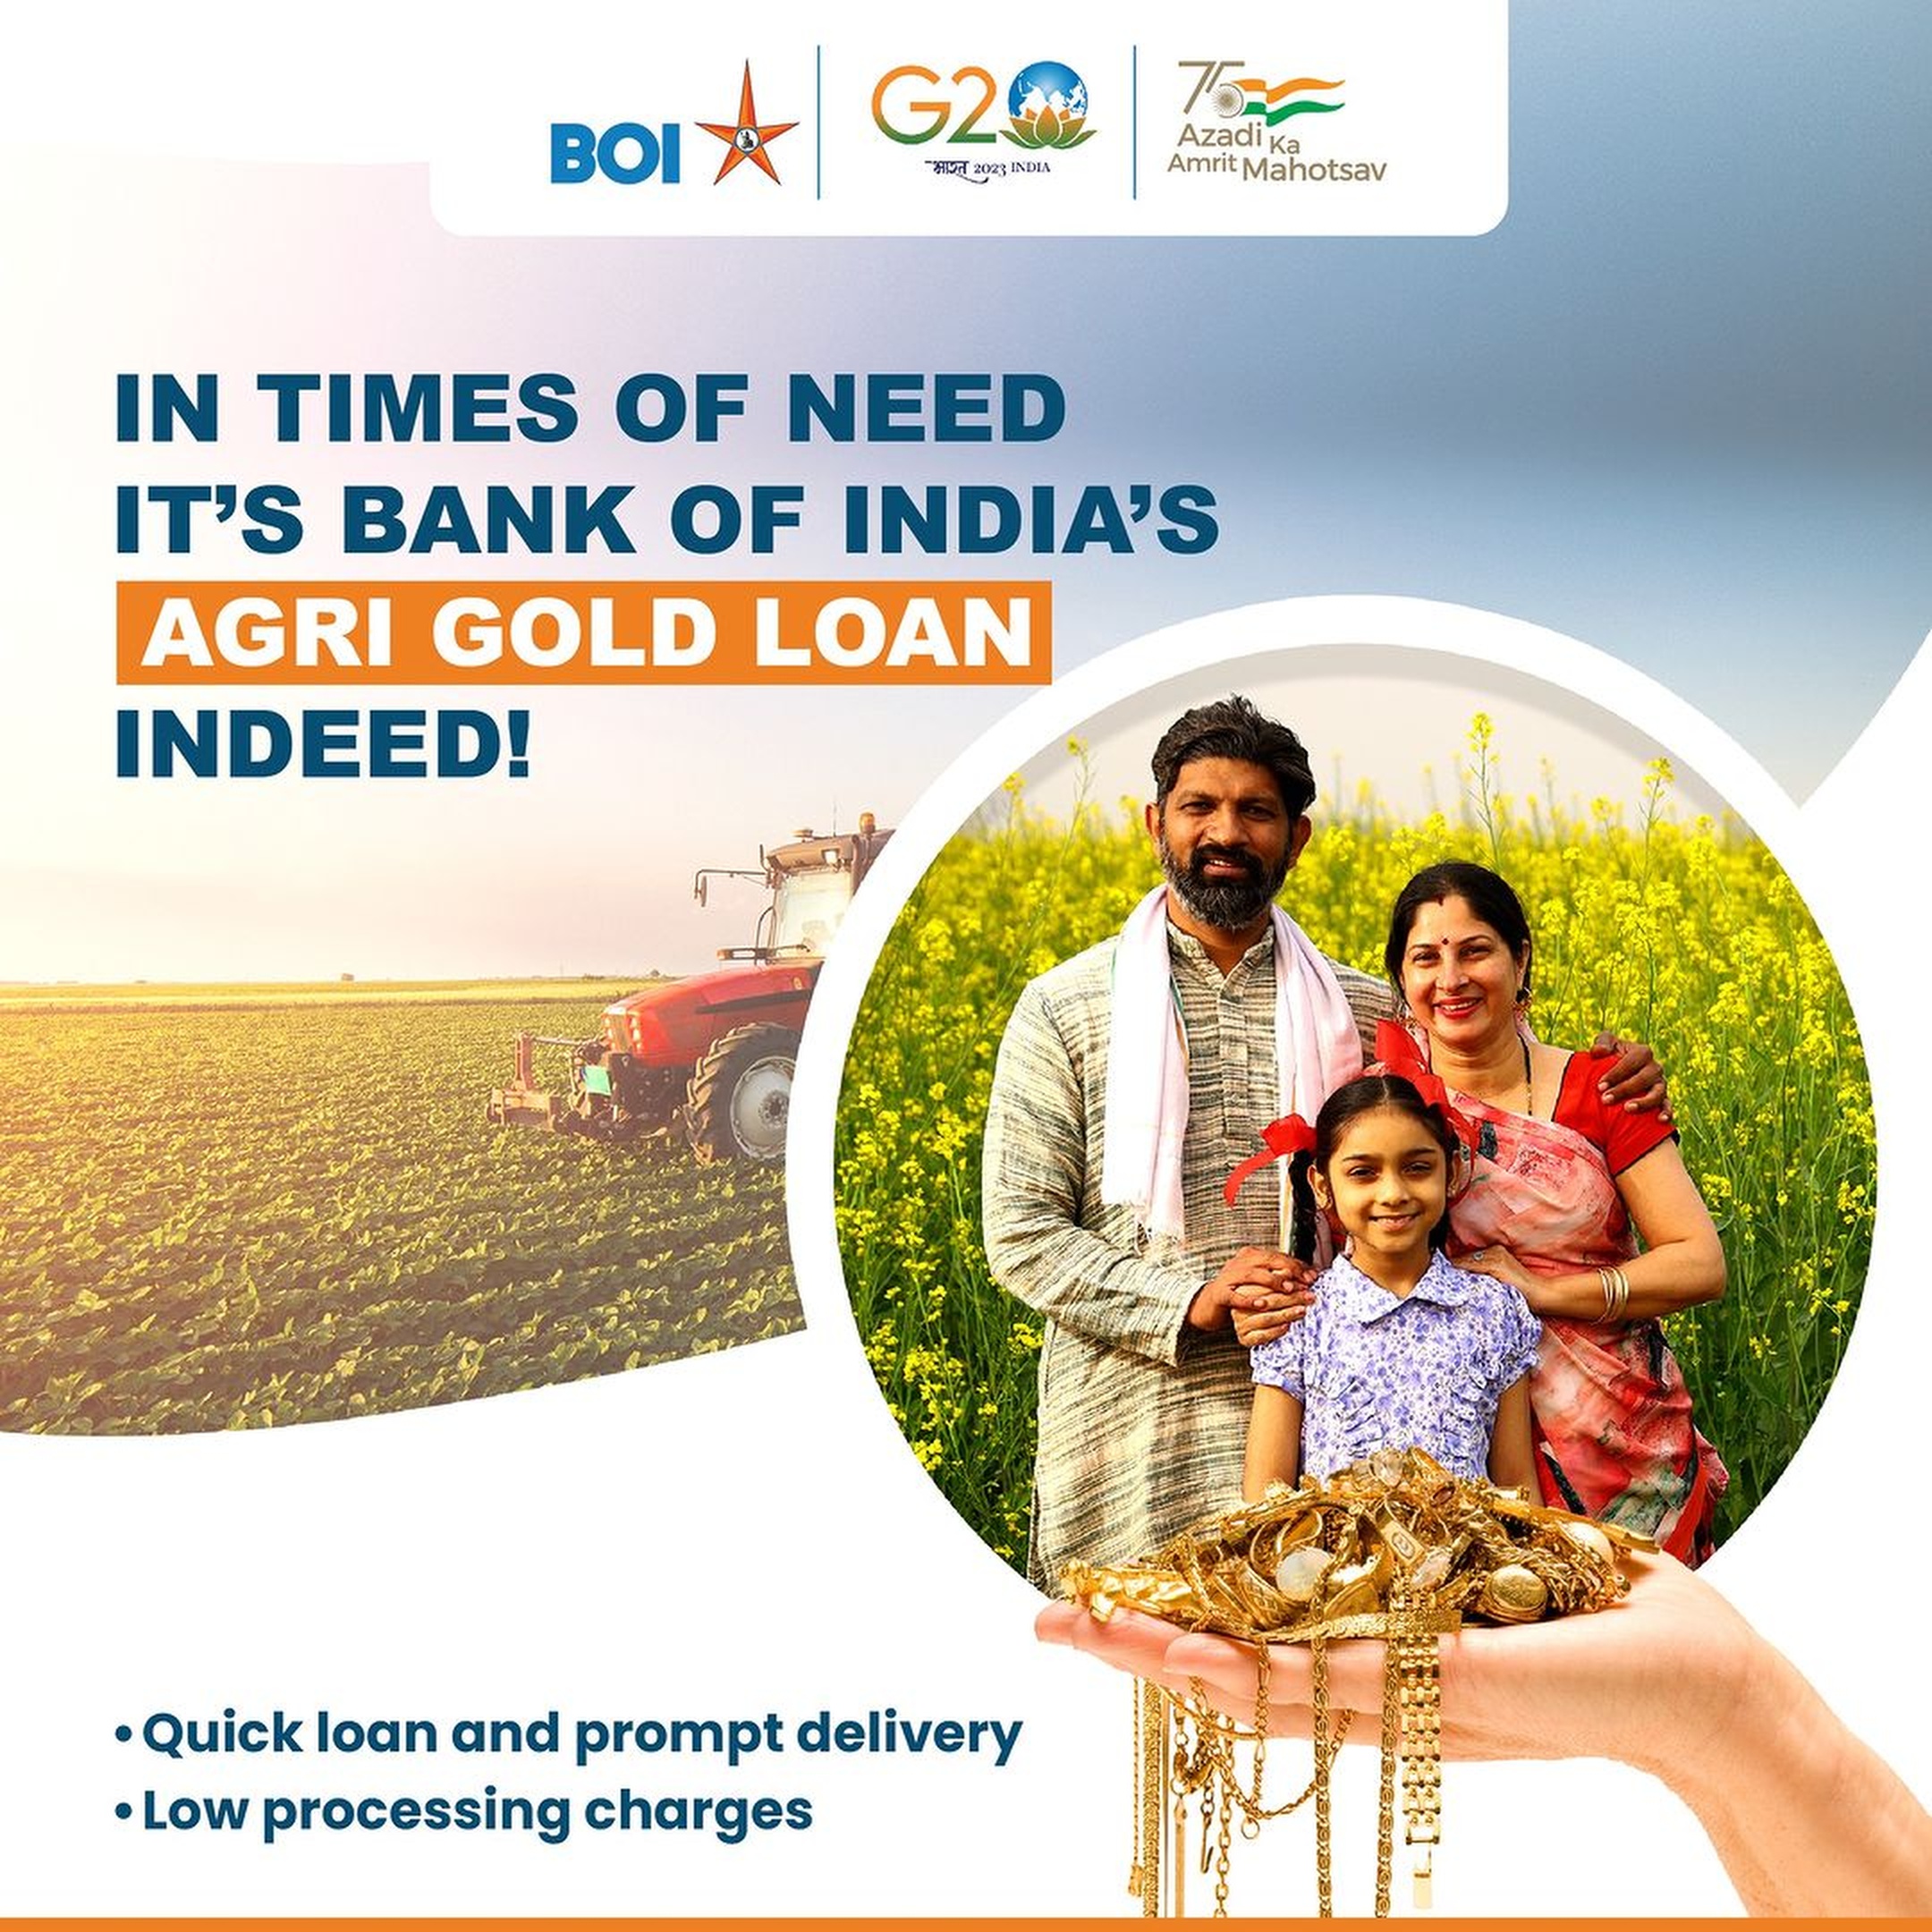 BOI
G20
भारत 2023 INDIA
75
Azadi Ka
Amrit Mahotsav
IN TIMES OF NEED
IT’S BANK OF INDIA’S
AGRI GOLD LOAN
INDEED!
• Quick loan and prompt delivery
• Low processing charges